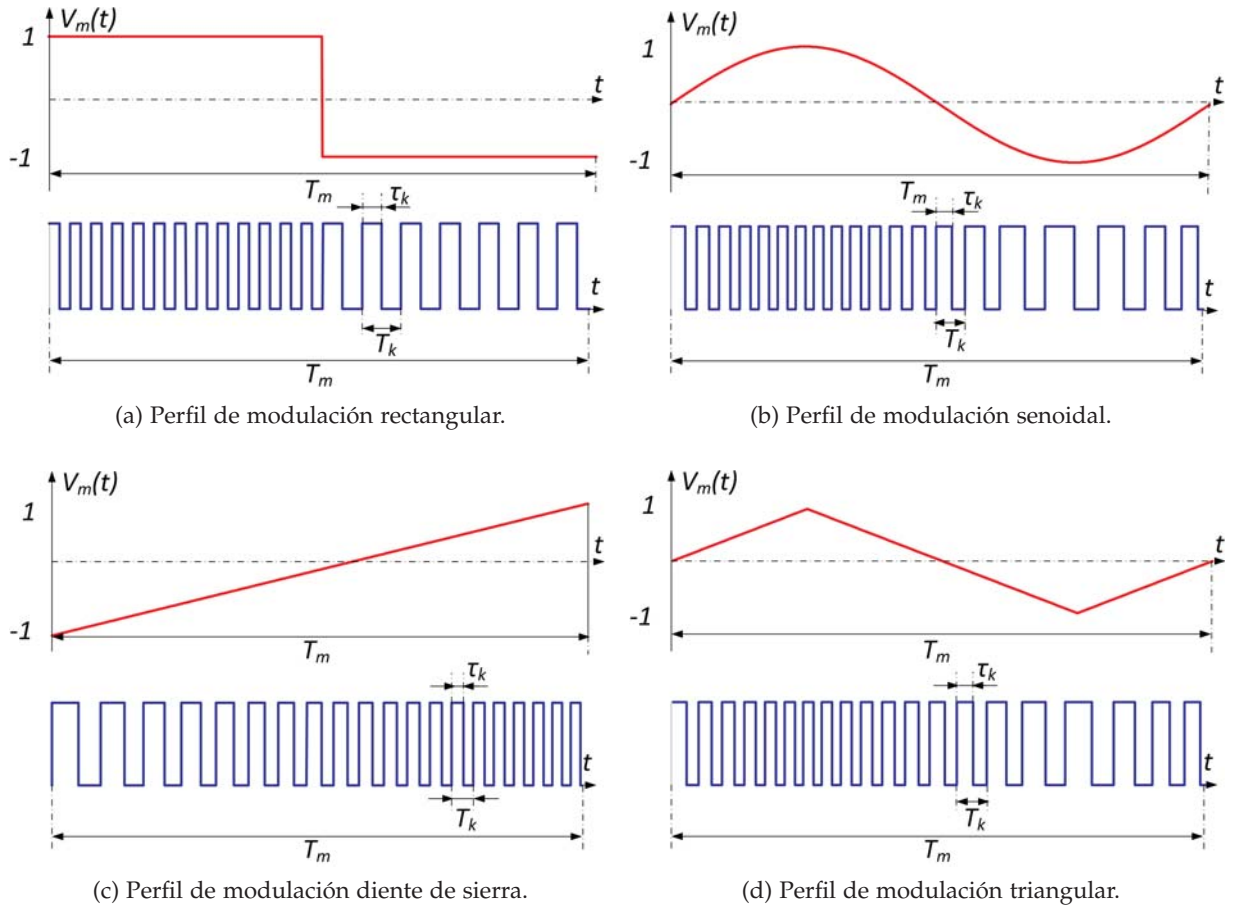 V_m(t)
1
t
-1
T_m
τ_k
t
T_k
T_m
(a) Perfil de modulación rectangular.
V_m(t)
1
t
-1
T_m
τ_k
t
T_k
T_m
(b) Perfil de modulación senoidal.
V_m(t)
1
t
-1
T_m
τ_k
t
T_k
T_m
(c) Perfil de modulación diente de sierra.
V_m(t)
1
t
-1
T_m
τ_k
t
T_k
T_m
(d) Perfil de modulación triangular.